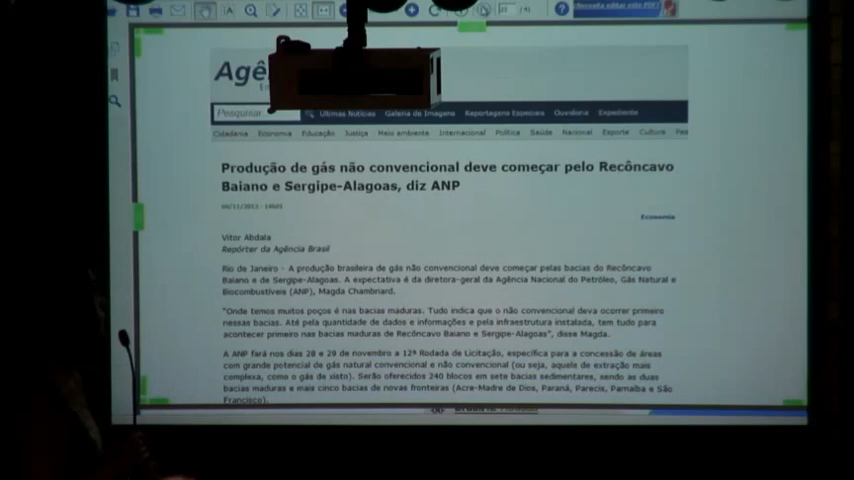 Necessita editar este PDF?
Agê
Pesquisar
Últimas Notícias Galeria de Imagens Reportagens Especiais Ouvidoria Expediente
Cidadania Economia Educação Justiça Meio ambiente Internacional Política Saúde Nacional Esporte Cultura
Produção de gás não convencional deve começar pelo Recôncavo
Baiano e Sergipe-Alagoas, diz ANP
Economia
Vitor Abdala
Repórter da Agência Brasil
Rio de Janeiro - A produção brasileira de gás não convencional deve começar pelas bacias do Recôncavo
Baiano e de Sergipe-Alagoas. A expectativa é da diretora-geral da Agência Nacional do Petróleo, Gás Natural e
Biocombustíveis (ANP), Magda Chambriard.
"Onde temos muitos poços é nas bacias maduras. Tudo indica que o não convencional deva ocorrer primeiro
nessas bacias. Até pela quantidade de dados e informações e pela infraestrutura instalada, tem tudo para
acontecer primeiro nas bacias maduras de Recôncavo Baiano e Sergipe-Alagoas", disse Magda.
A ANP fará nos dias 28 e 29 de novembro a 12ª Rodada de Licitação, específica para a concessão de áreas
com grande potencial de gás natural convencional e não convencional (ou seja, aquele de extração mais
complexa, como o gás de xisto). Serão oferecidos 240 blocos em sete bacias sedimentares, sendo as duas
bacias maduras e mais cinco bacias de novas fronteiras (Acre-Madre de Dios, Paraná, Parecis, Parnaíba e São
Francisco).